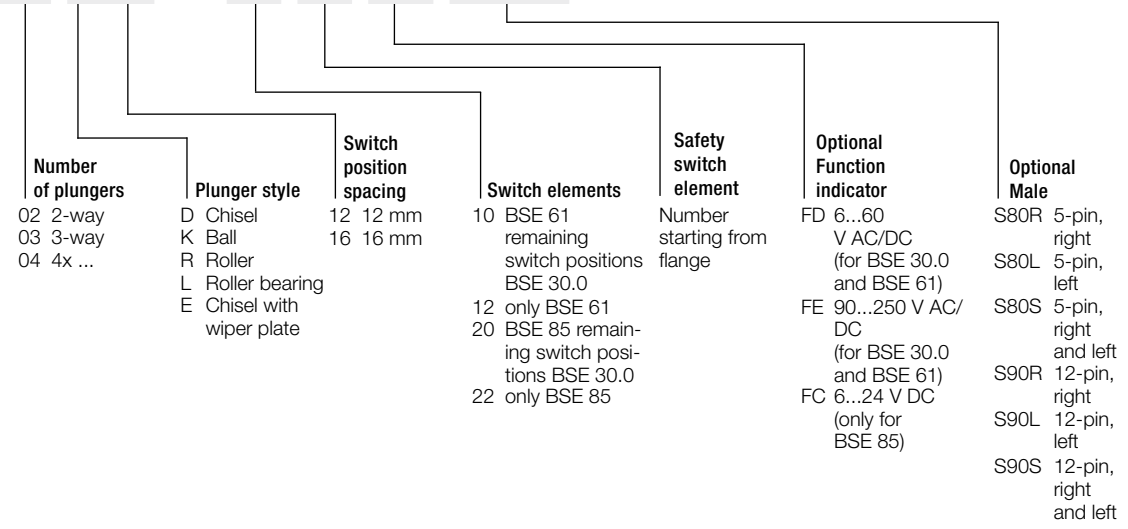 Number
of plungers
02 2-way
03 3-way
04 4x ...
Plunger style
D Chisel
K Ball
R Roller
L Roller bearing
E Chisel with
wiper plate
Switch
position
spacing
12 12 mm
16 16 mm
Switch elements
10 BSE 61
remaining
switch positions
BSE 30.0
12 only BSE 61
20 BSE 85 remain-
ing switch posi-
tions BSE 30.0
22 only BSE 85
Safety
switch
element
Number
starting from
flange
Optional
Function
indicator
FD 6...60
V AC/DC
(for BSE 30.0
and BSE 61)
FE 90...250 V AC/
DC
(for BSE 30.0
and BSE 61)
FC 6...24 V DC
(only for
BSE 85)
Optional
Male
S80R 5-pin,
right
S80L 5-pin,
left
S80S 5-pin,
right
and left
S90R 12-pin,
right
S90L 12-pin,
left
S90S 12-pin,
right
and left